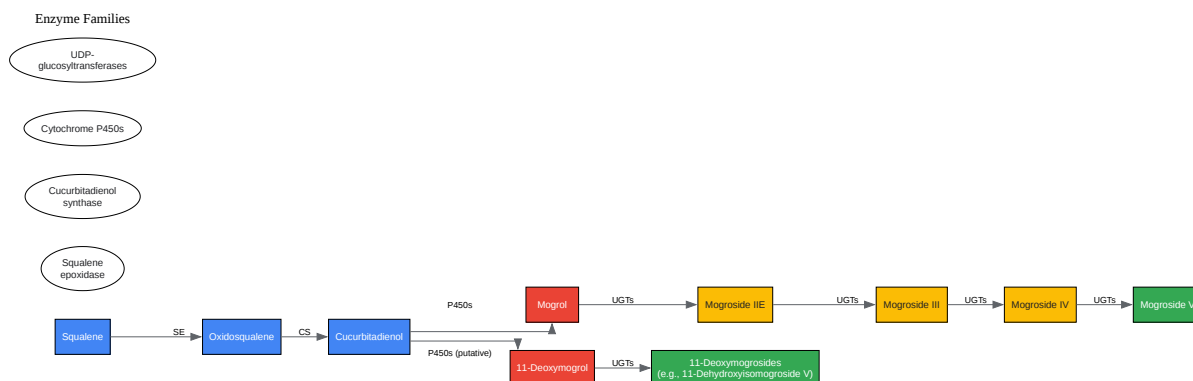 Enzyme Families
UDP-
glucosyltransferases
Cytochrome P450s
Cucurbitadienol
synthase
Squalene
epoxidase
P450s
Mogrol
UGTs
Mogroside IIE
UGTs
Mogroside III
UGTs
Mogroside IV
UGTs
Mogroside V
Squalene
SE
Oxidosqualene
CS
Cucurbitadienol
P450s (putative)
11-Deoxymogrol
UGTs
11-Deoxymogrosides
(e.g., 11-Dehydroxyisomogroside V)